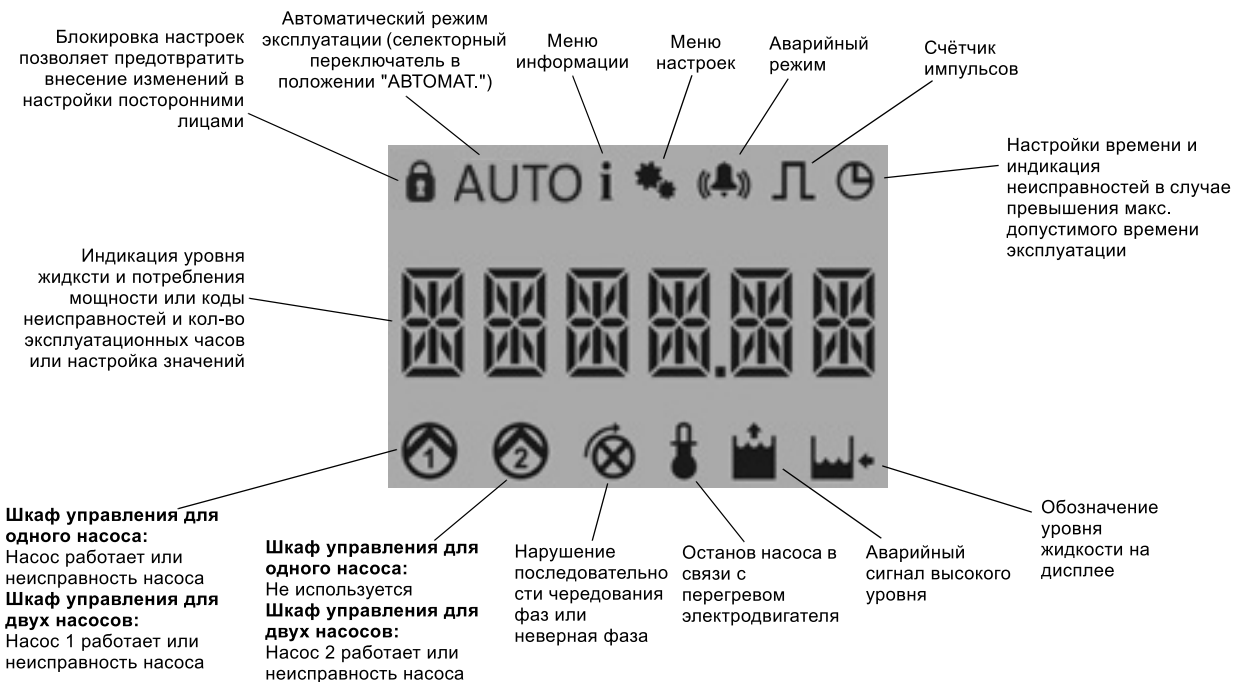 Блокировка настроек
позволяет предотвратить
внесение изменений в
настройки посторонними
лицами
Автоматический режим
эксплуатации (селекторный
переключатель в
положении "АВТОМАТ.")
Меню
информации
Меню
настроек
Аварийный
режим
Счётчик
импульсов
Настройки времени и
индикация
неисправностей в случае
превышения макс.
допустимого времени
эксплуатации
AUTO i
Индикация уровня
жидксти и потребления
мощности или коды
неисправностей и кол-во
эксплуатационных часов
или настройка значений
1
2
Шкаф управления для
одного насоса:
Насос работает или
неисправность насоса
Шкаф управления для
двух насосов:
Насос 1 работает или
неисправность насоса
Шкаф управления для
одного насоса:
Не используется
Шкаф управления для
двух насосов:
Насос 2 работает или
неисправность насоса
Нарушение
последовательно
сти чередования
фаз или
неверная фаза
Останов насоса в
связи с
перегревом
электродвигателя
Аварийный
сигнал высокого
уровня
Обозначение
уровня
жидкости на
дисплее